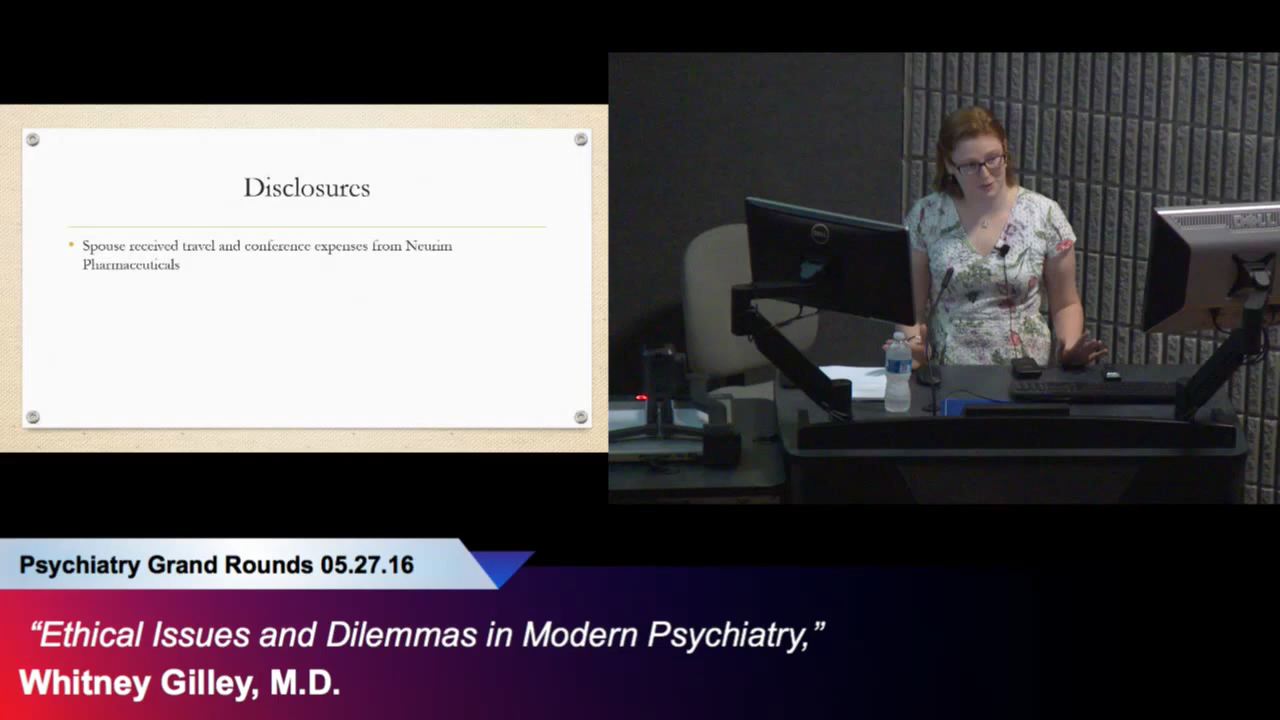 Disclosures
• Spouse received travel and conference expenses from Neurim
Pharmaceuticals
DELL
Psychiatry Grand Rounds 05.27.16
“Ethical Issues and Dilemmas in Modern Psychiatry,”
Whitney Gilley, M.D.